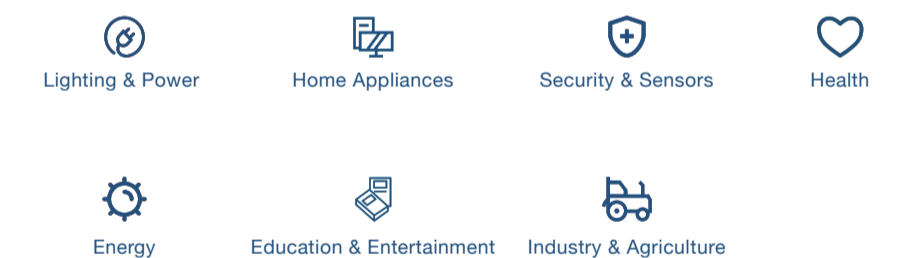 Lighting & Power
Home Appliances
Security & Sensors
Health
Energy
Education & Entertainment
Industry & Agriculture